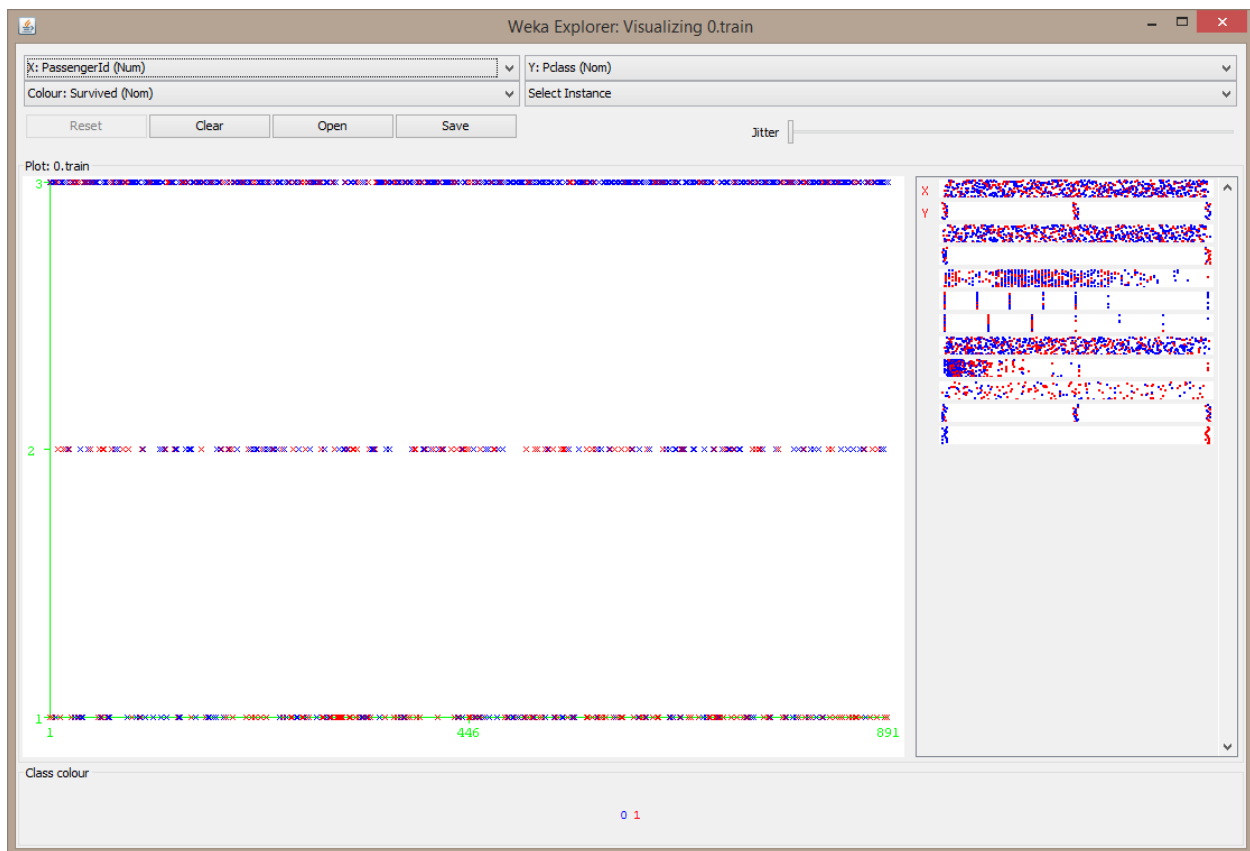 Weka Explorer: Visualizing 0.train
X: PassengerId (Num)
Y: Pclass (Nom)
Colour: Survived (Nom)
Select Instance
Reset
Clear
Open
Save
Jitter
Plot: 0.train
3
2
1
1
446
891
X
Y
Class colour
0 1